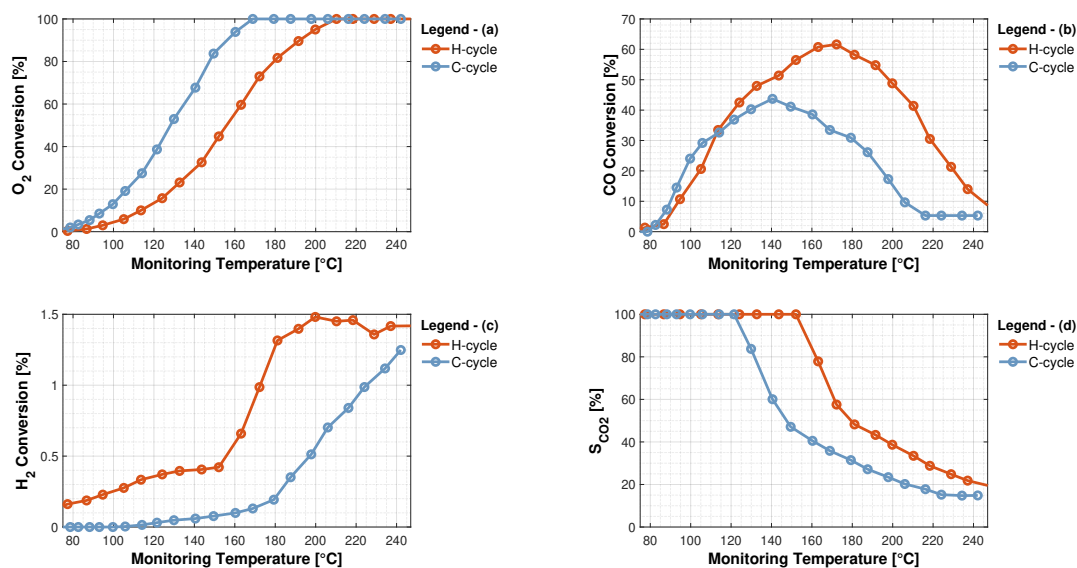 100
80
60
40
20
0
O2 Conversion [%]
80 100 120 140 160 180 200 220 240
Monitoring Temperature [°C]
Legend - (a)
H-cycle
C-cycle
70
60
50
40
30
20
10
0
CO Conversion [%]
80 100 120 140 160 180 200 220 240
Monitoring Temperature [°C]
Legend - (b)
H-cycle
C-cycle
1.5
1
0.5
0
H2 Conversion [%]
80 100 120 140 160 180 200 220 240
Monitoring Temperature [°C]
Legend - (c)
H-cycle
C-cycle
100
80
60
40
20
0
SCO2 [%]
80 100 120 140 160 180 200 220 240
Monitoring Temperature [°C]
Legend - (d)
H-cycle
C-cycle